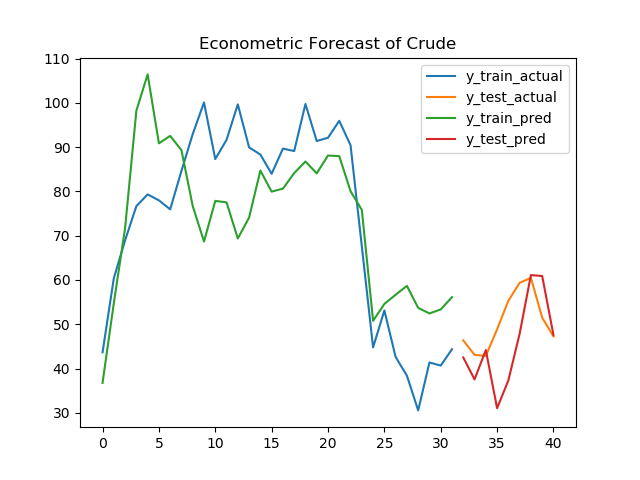 Econometric Forecast of Crude
110
100
90
80
70
60
50
40
30
0 5 10 15 20 25 30 35 40
y_train_actual
y_test_actual
y_train_pred
y_test_pred